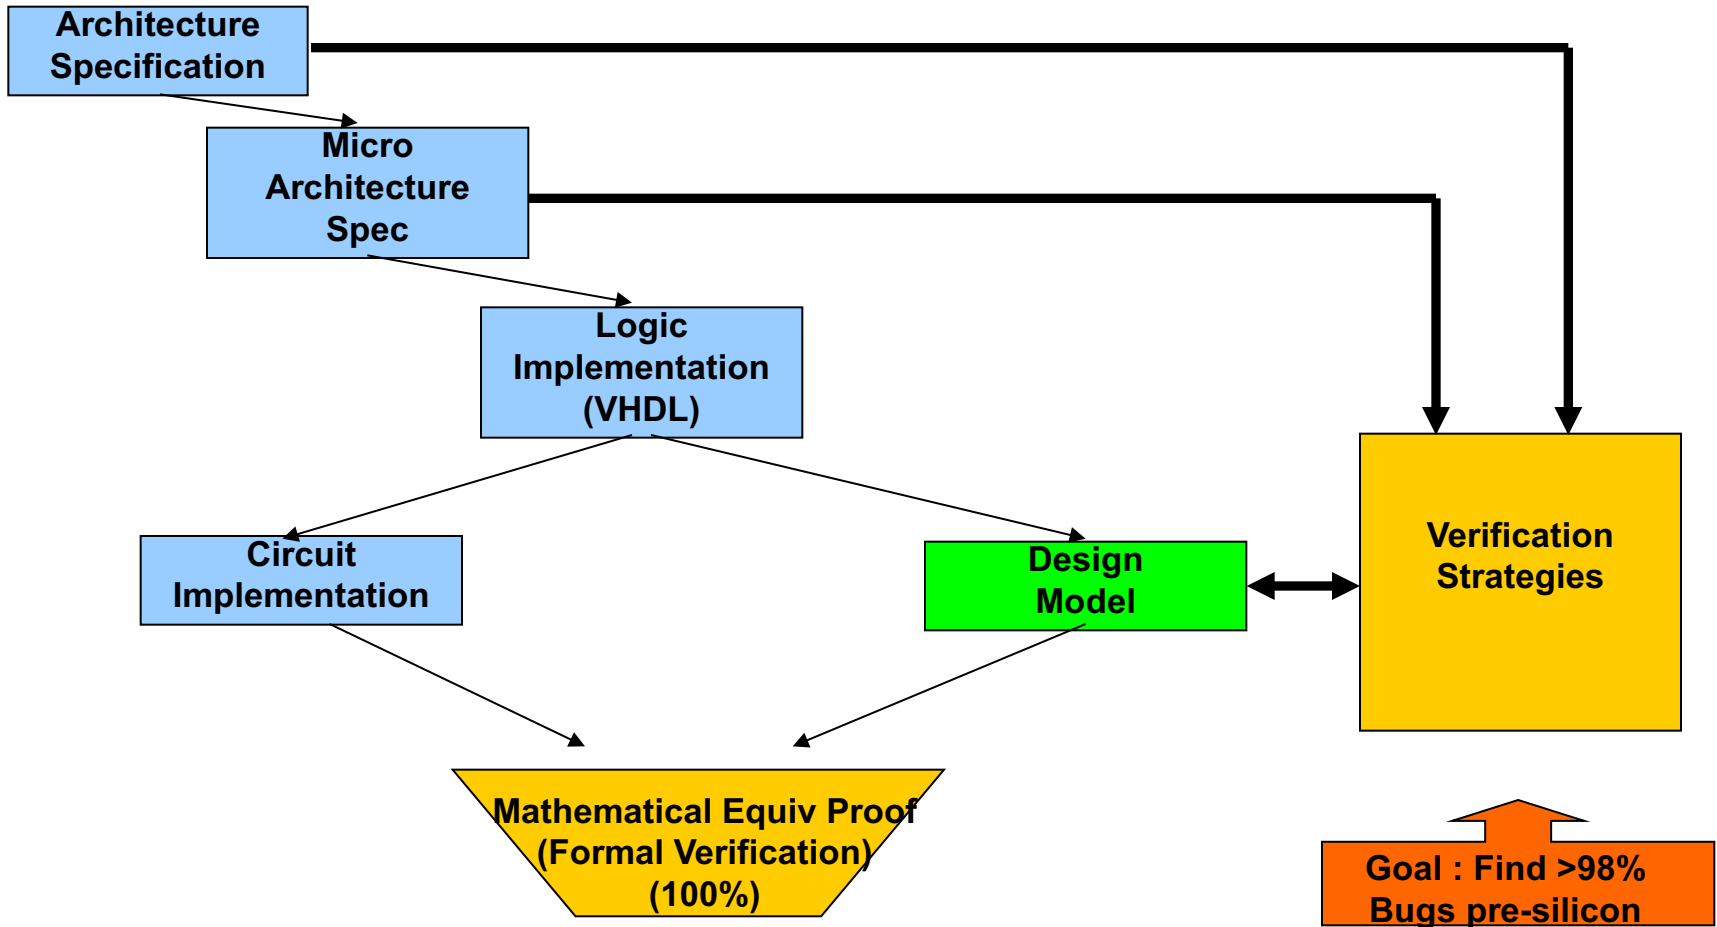 Architecture
Specification
Micro
Architecture
Spec
Logic
Implementation
(VHDL)
Circuit
Implementation
Design
Model
Verification
Strategies
Mathematical Equiv Proof
(Formal Verification)
(100%)
Goal : Find >98%
Bugs pre-silicon